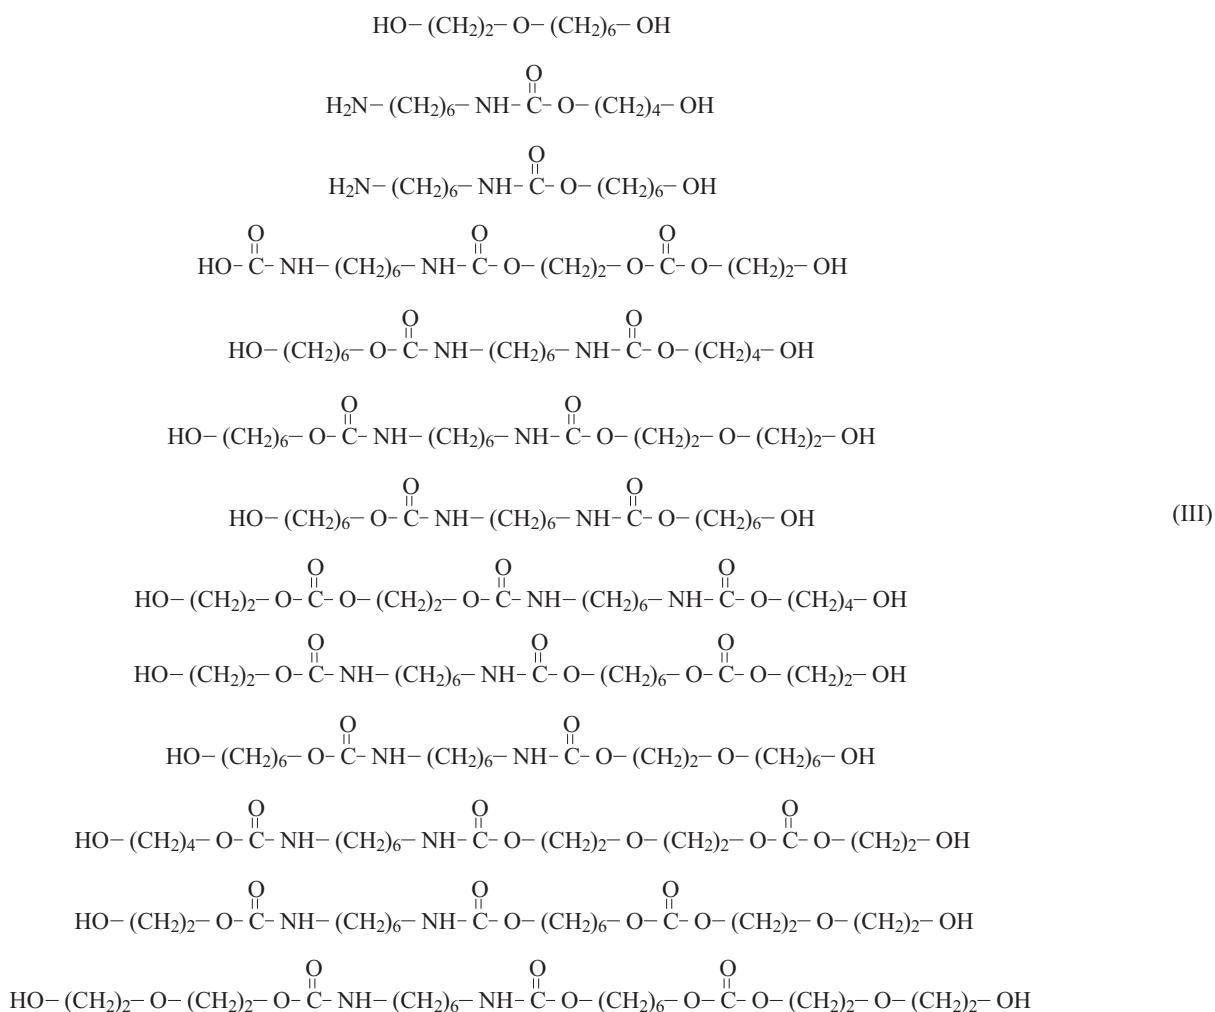 HO–(CH₂)₂–O–(CH₂)₆–OH
O
H₂N–(CH₂)₆–NH–C–O–(CH₂)₄–OH
O
H₂N–(CH₂)₆–NH–C–O–(CH₂)₆–OH
O O O
HO–C–NH–(CH₂)₆–NH–C–O–(CH₂)₂–O–C–O–(CH₂)₂–OH
O O
HO–(CH₂)₆–O–C–NH–(CH₂)₆–NH–C–O–(CH₂)₄–OH
O O
HO–(CH₂)₆–O–C–NH–(CH₂)₆–NH–C–O–(CH₂)₂–O–(CH₂)₂–OH
O O
HO–(CH₂)₆–O–C–NH–(CH₂)₆–NH–C–O–(CH₂)₆–OH (III)
O O O
HO–(CH₂)₂–O–C–O–(CH₂)₂–O–C–NH–(CH₂)₆–NH–C–O–(CH₂)₄–OH
O O O
HO–(CH₂)₂–O–C–NH–(CH₂)₆–NH–C–O–(CH₂)₆–O–C–O–(CH₂)₂–OH
O O
HO–(CH₂)₆–O–C–NH–(CH₂)₆–NH–C–O–(CH₂)₂–O–(CH₂)₆–OH
O O O
HO–(CH₂)₄–O–C–NH–(CH₂)₆–NH–C–O–(CH₂)₂–O–(CH₂)₂–O–C–O–(CH₂)₂–OH
O O O
HO–(CH₂)₂–O–C–NH–(CH₂)₆–NH–C–O–(CH₂)₆–O–C–O–(CH₂)₂–O–(CH₂)₂–OH
O O O
HO–(CH₂)₂–O–(CH₂)₂–O–C–NH–(CH₂)₆–NH–C–O–(CH₂)₆–O–C–O–(CH₂)₂–O–(CH₂)₂–OH